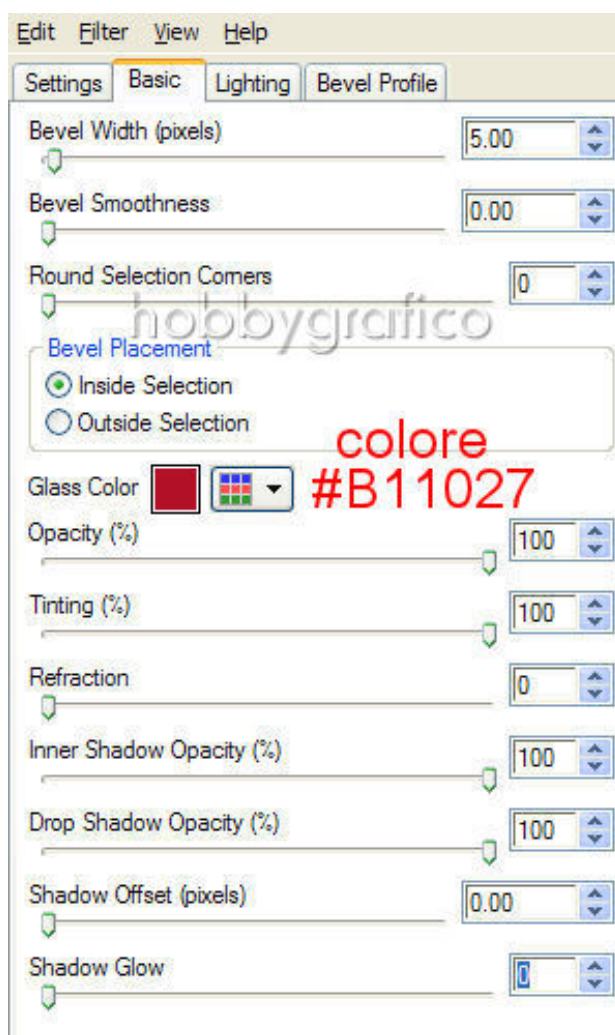 Edit Filter View Help
Settings Basic Lighting Bevel Profile
Bevel Width (pixels) 5.00
Bevel Smoothness 0.00
Round Selection Corners 0
hobbygrafico
Bevel Placement
Inside Selection
Outside Selection
colore
Glass Color #B11027
Opacity (%) 100
Tinting (%) 100
Refraction 0
Inner Shadow Opacity (%) 100
Drop Shadow Opacity (%) 100
Shadow Offset (pixels) 0.00
Shadow Glow 0